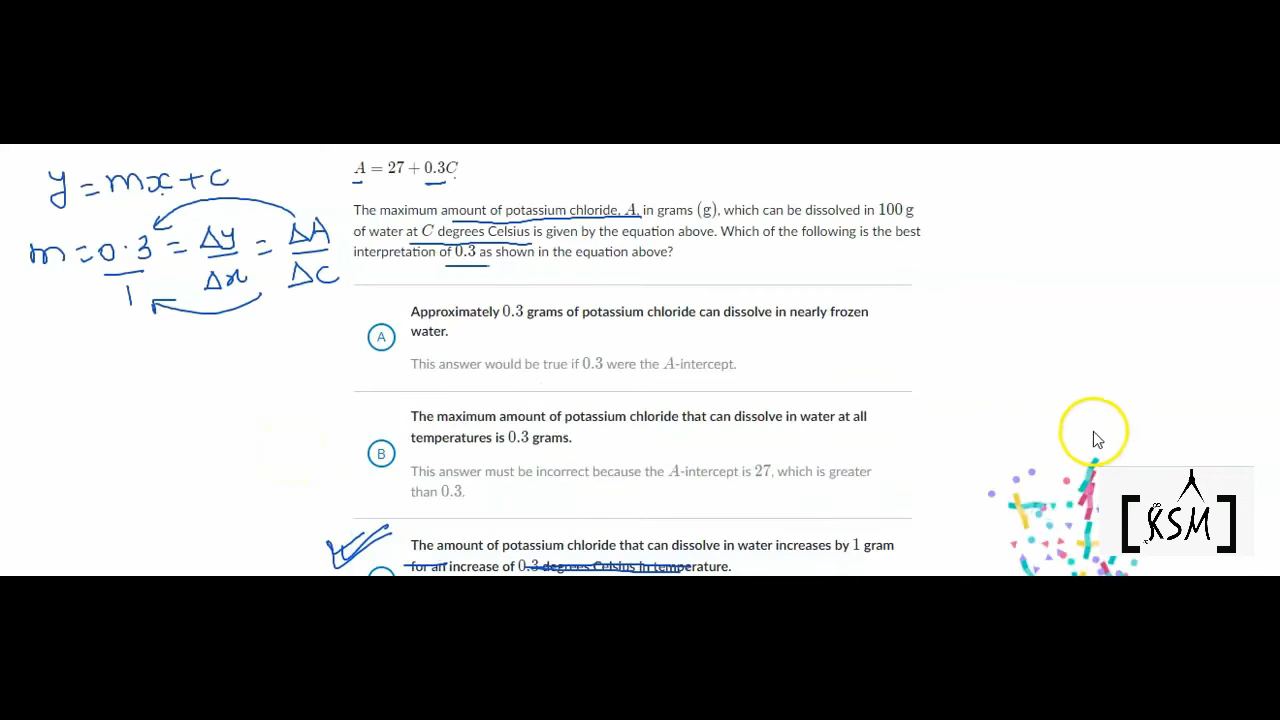 y = mx + c
m = 0.3 = Δy = ΔA
1 Δx ΔC
A = 27 + 0.3C
The maximum amount of potassium chloride, A, in grams (g), which can be dissolved in 100 g
of water at C degrees Celsius is given by the equation above. Which of the following is the best
interpretation of 0.3 as shown in the equation above?
A
Approximately 0.3 grams of potassium chloride can dissolve in nearly frozen
water.
This answer would be true if 0.3 were the A-intercept.
B
The maximum amount of potassium chloride that can dissolve in water at all
temperatures is 0.3 grams.
This answer must be incorrect because the A-intercept is 27, which is greater
than 0.3.
The amount of potassium chloride that can dissolve in water increases by 1 gram
for an increase of 0.3 degrees Celsius in temperature.
[KSM]